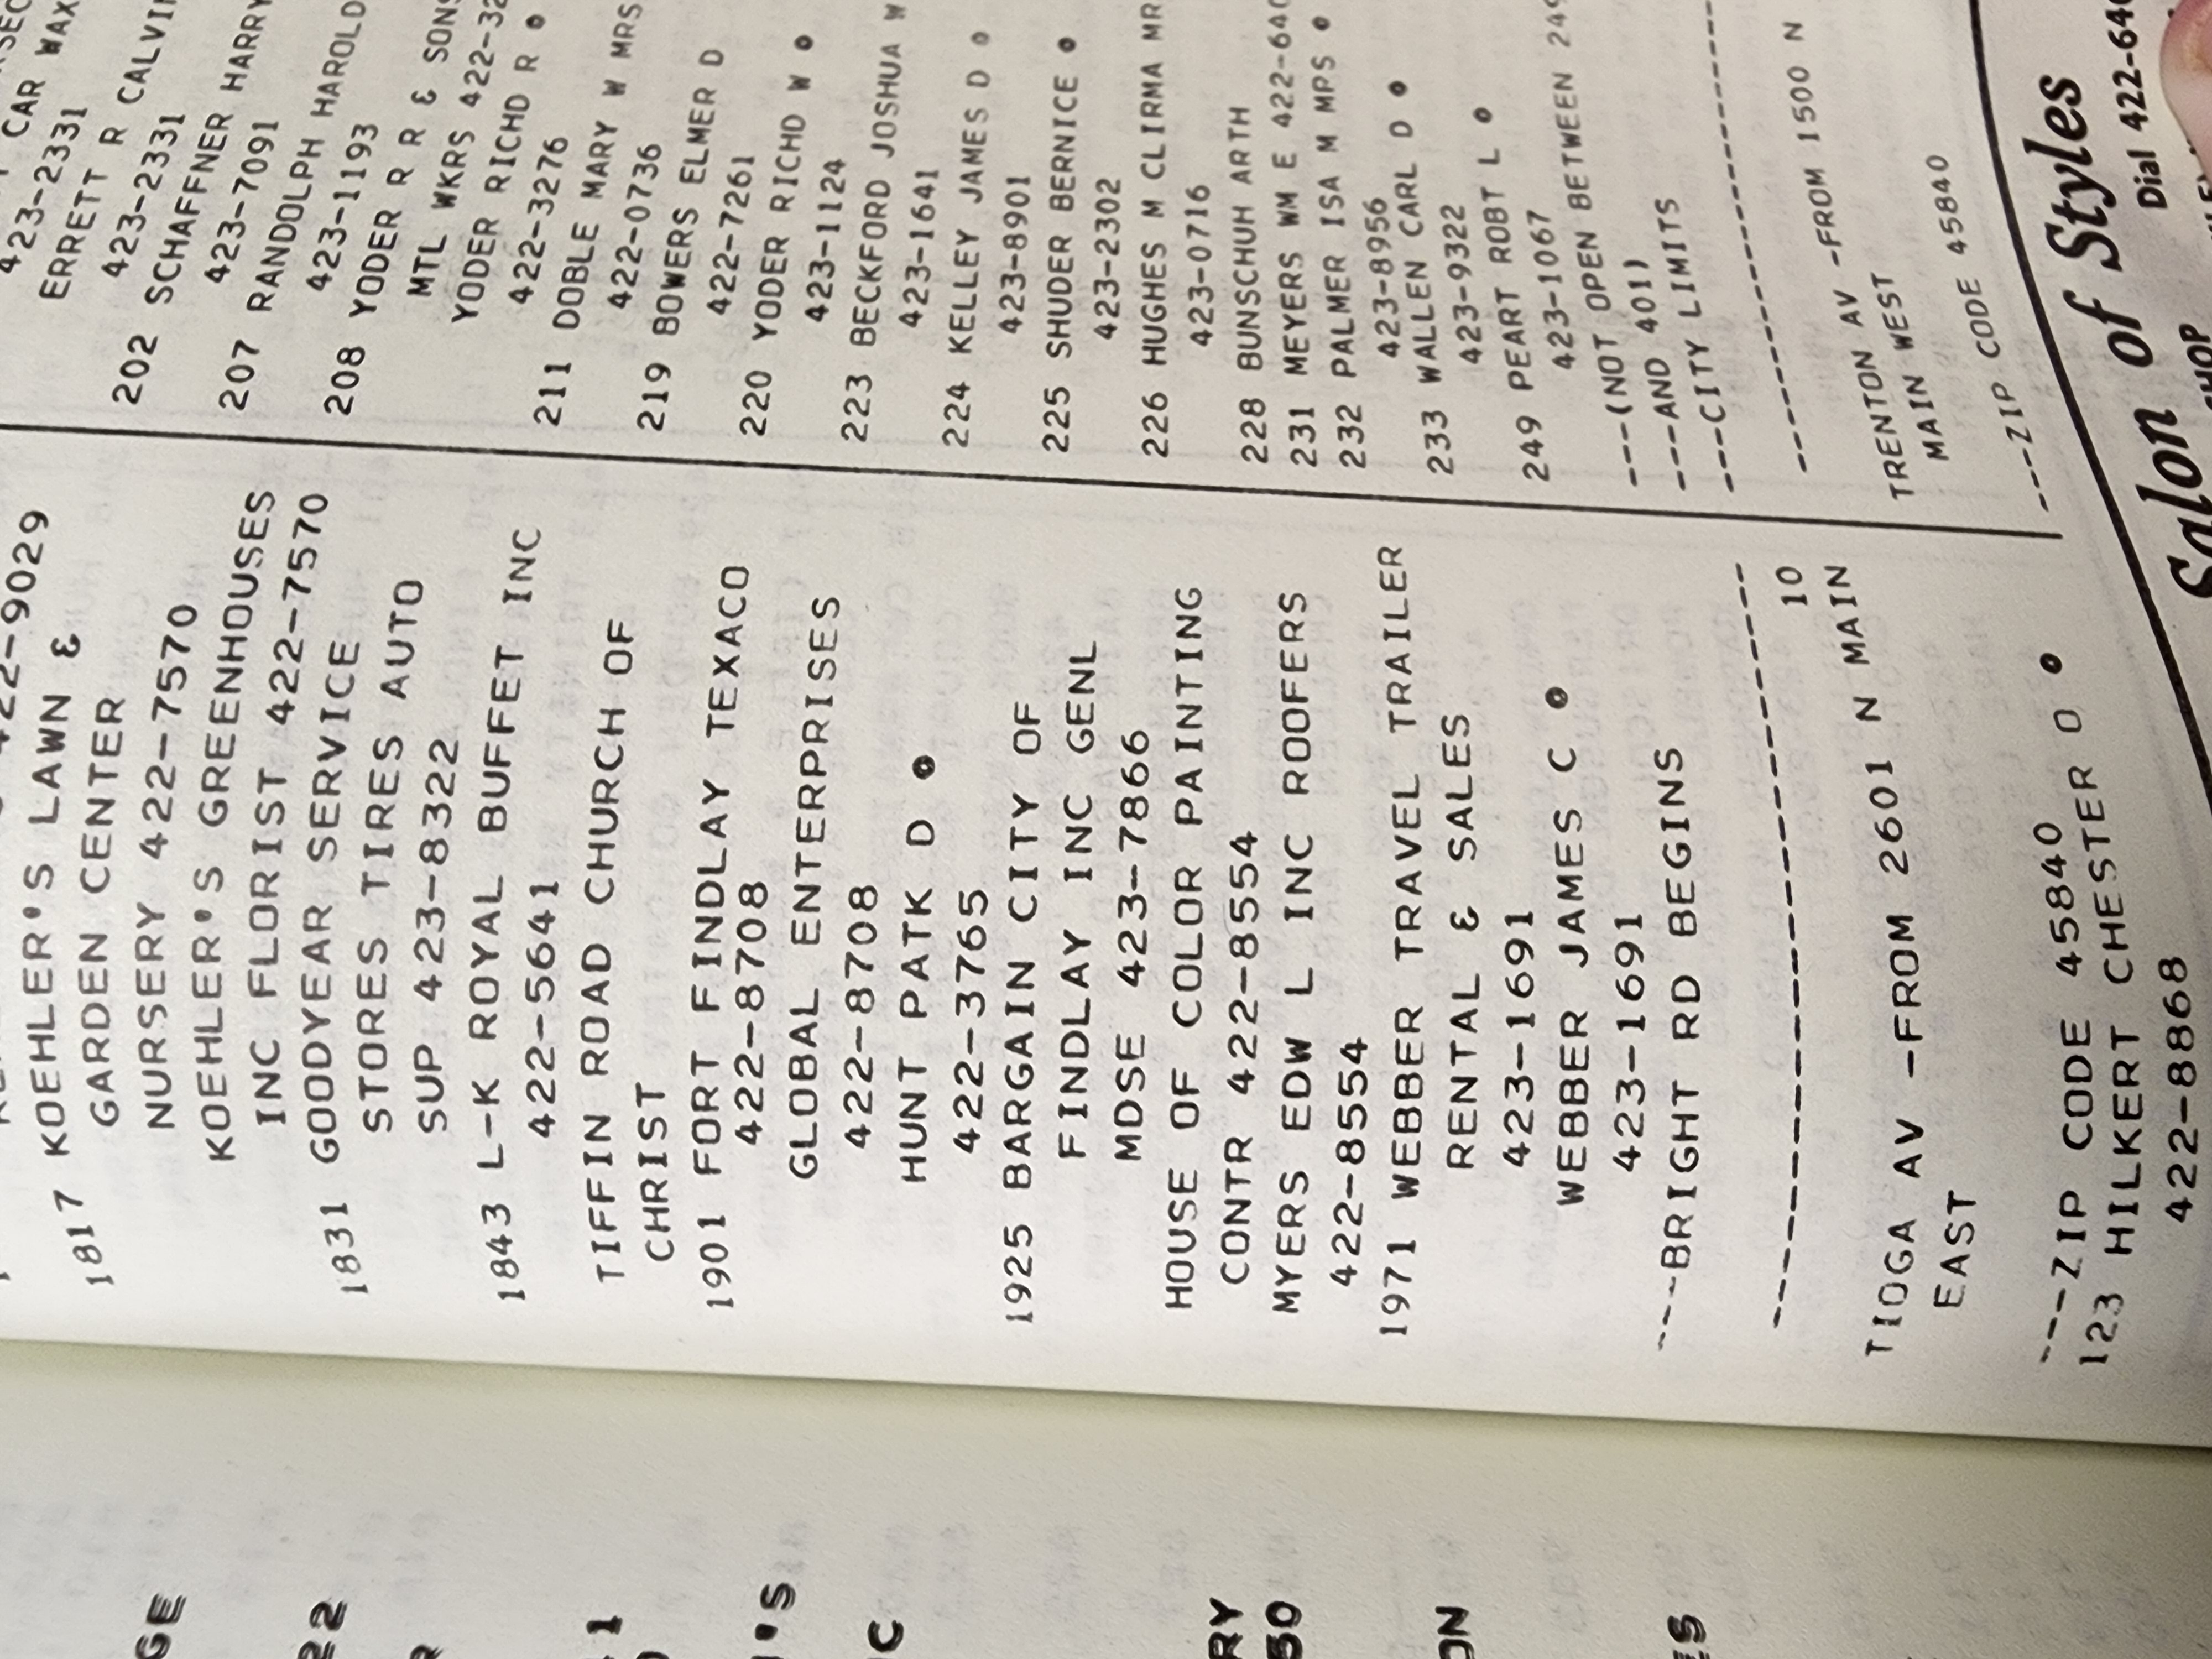 422-9029
1817 KOEHLER'S LAWN &
GARDEN CENTER
NURSERY 422-7570
KOEHLER'S GREENHOUSES
INC FLORIST 422-7570
1831 GOODYEAR SERVICE
STORES TIRES AUTO
SUP 423-8322
1843 L-K ROYAL BUFFET INC
422-5641
TIFFIN ROAD CHURCH OF
CHRIST
1901 FORT FINDLAY TEXACO
422-8708
GLOBAL ENTERPRISES
422-8708
HUNT PATK D ●
422-3765
1925 BARGAIN CITY OF
FINDLAY INC GENL
MDSE 423-7866
HOUSE OF COLOR PAINTING
CONTR 422-8554
MYERS EDW L INC ROOFERS
422-8554
1971 WEBBER TRAVEL TRAILER
RENTAL & SALES
423-1691
WEBBER JAMES C ●
423-1691
---BRIGHT RD BEGINS
------------------------
10
TIOGA AV -FROM 2601 N MAIN
EAST
---ZIP CODE 45840
123 HILKERT CHESTER O ●
422-8868
CAR WAX
423-2331
ERRETT R CALVIN
423-2331
202 SCHAFFNER HARRY
423-7091
207 RANDOLPH HAROLD
423-1193
208 YODER R R & SONS
MTL WKRS 422-32
YODER RICHD R ●
422-3276
211 DOBLE MARY W MRS
422-0736
219 BOWERS ELMER D
422-7261
220 YODER RICHD W ●
423-1124
223 BECKFORD JOSHUA W
423-1641
224 KELLEY JAMES D ●
423-8901
225 SHUDER BERNICE ●
423-2302
226 HUGHES M CLIRMA MR
423-0716
228 BUNSCHUH ARTH
231 MEYERS WM E 422-640
232 PALMER ISA M MPS ●
423-8956
233 WALLEN CARL D ●
423-9322
249 PEART ROBT L ●
423-1067
---(NOT OPEN BETWEEN 249
---AND 401)
---CITY LIMITS
------------------------
TRENTON AV -FROM 1500 N
MAIN WEST
MAIN
---ZIP CODE 45840
Salon of Styles
Dial 422-640
SHOP